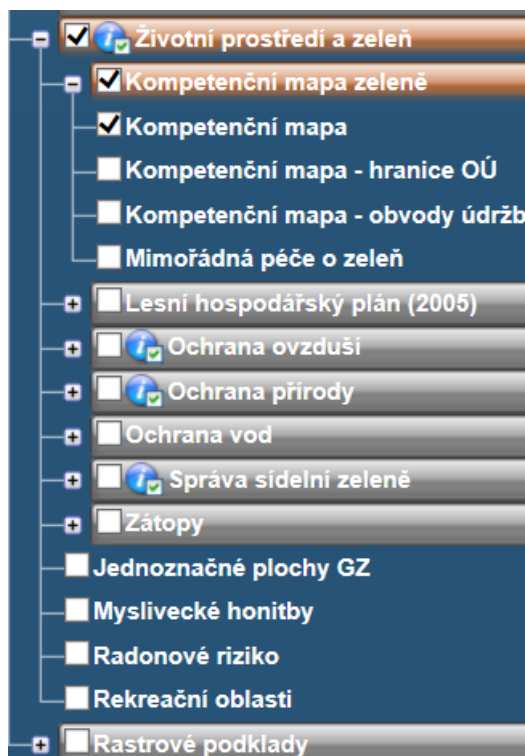 Životní prostředí a zeleň
Kompetenční mapa zeleně
Kompetenční mapa
Kompetenční mapa - hranice OÚ
Kompetenční mapa - obvody údržb
Mimořádná péče o zeleň
Lesní hospodářský plán (2005)
Ochrana ovzduší
Ochrana přírody
Ochrana vod
Správa sídelní zeleně
Zátopy
Jednoznačné plochy GZ
Myslivecké honitby
Radonové riziko
Rekreační oblasti
Rastrové podklady